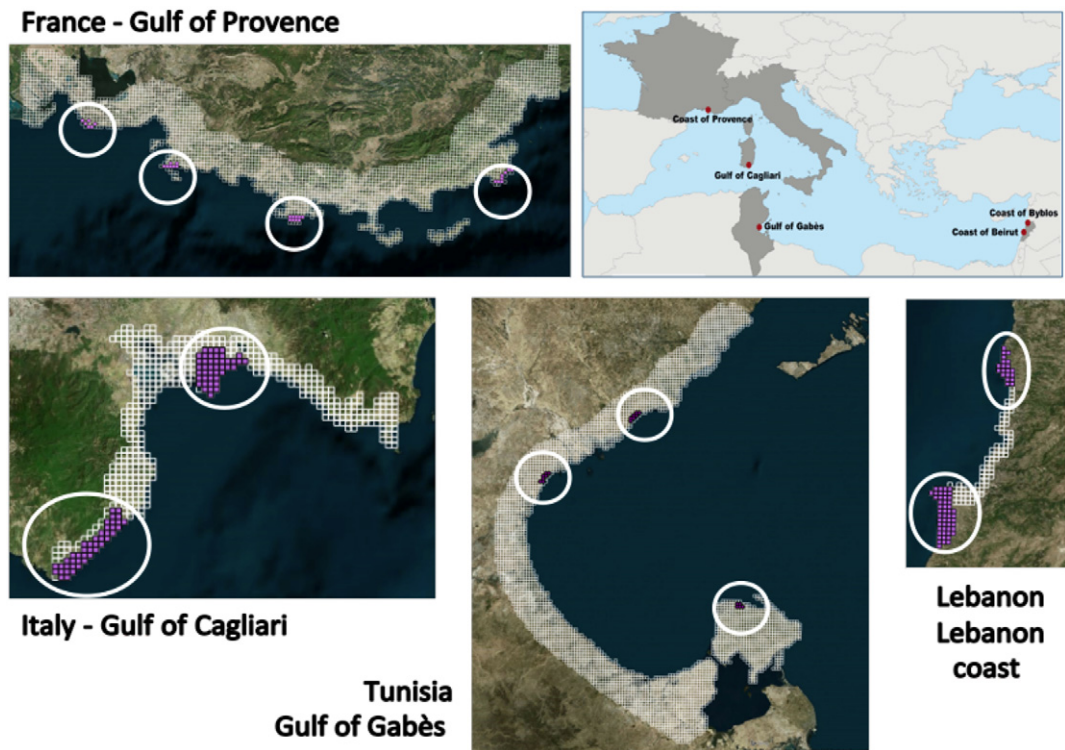 France - Gulf of Provence
Coast of Provence
Gulf of Cagliari
Gulf of Gabès
Coast of Byblos
Coast of Beirut
Italy - Gulf of Cagliari
Tunisia
Gulf of Gabès
Lebanon
Lebanon
coast